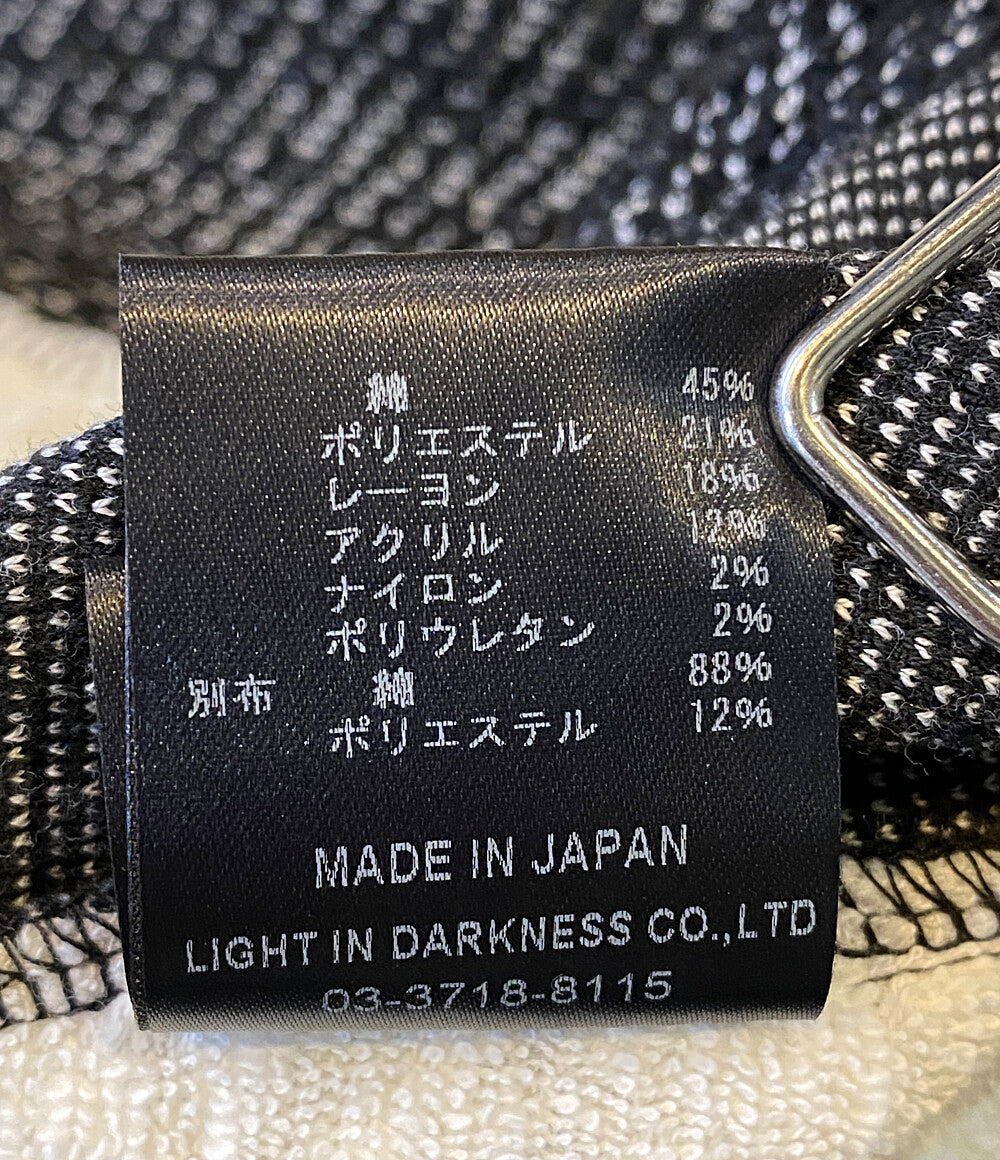 綿 45%
ポリエステル 21%
レーヨン 18%
アクリル 12%
ナイロン 2%
ポリウレタン 2%
別布 綿 88%
ポリエステル 12%
MADE IN JAPAN
LIGHT IN DARKNESS CO.,LTD
03-3718-8115